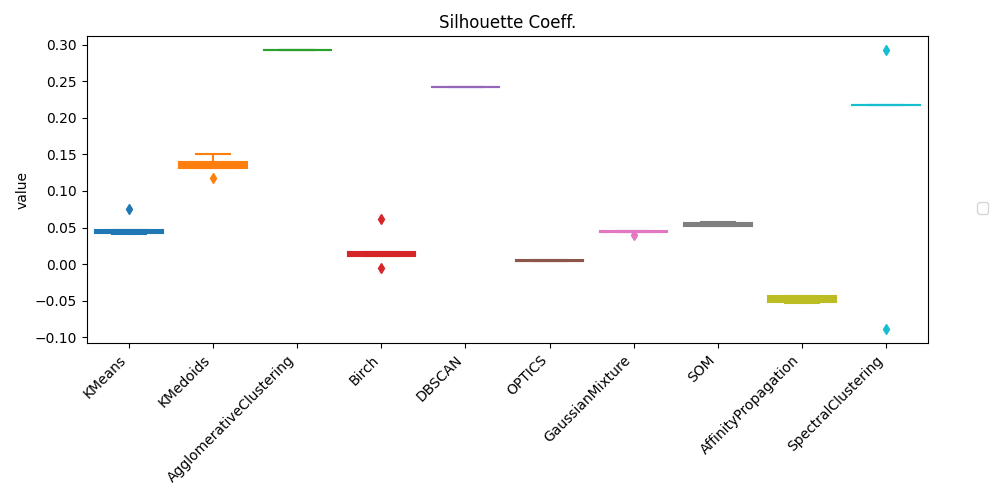 Silhouette Coeff.
value
0.30
0.25
0.20
0.15
0.10
0.05
0.00
−0.05
−0.10
KMeans
KMedoids
AgglomerativeClustering
Birch
DBSCAN
OPTICS
GaussianMixture
SOM
AffinityPropagation
SpectralClustering